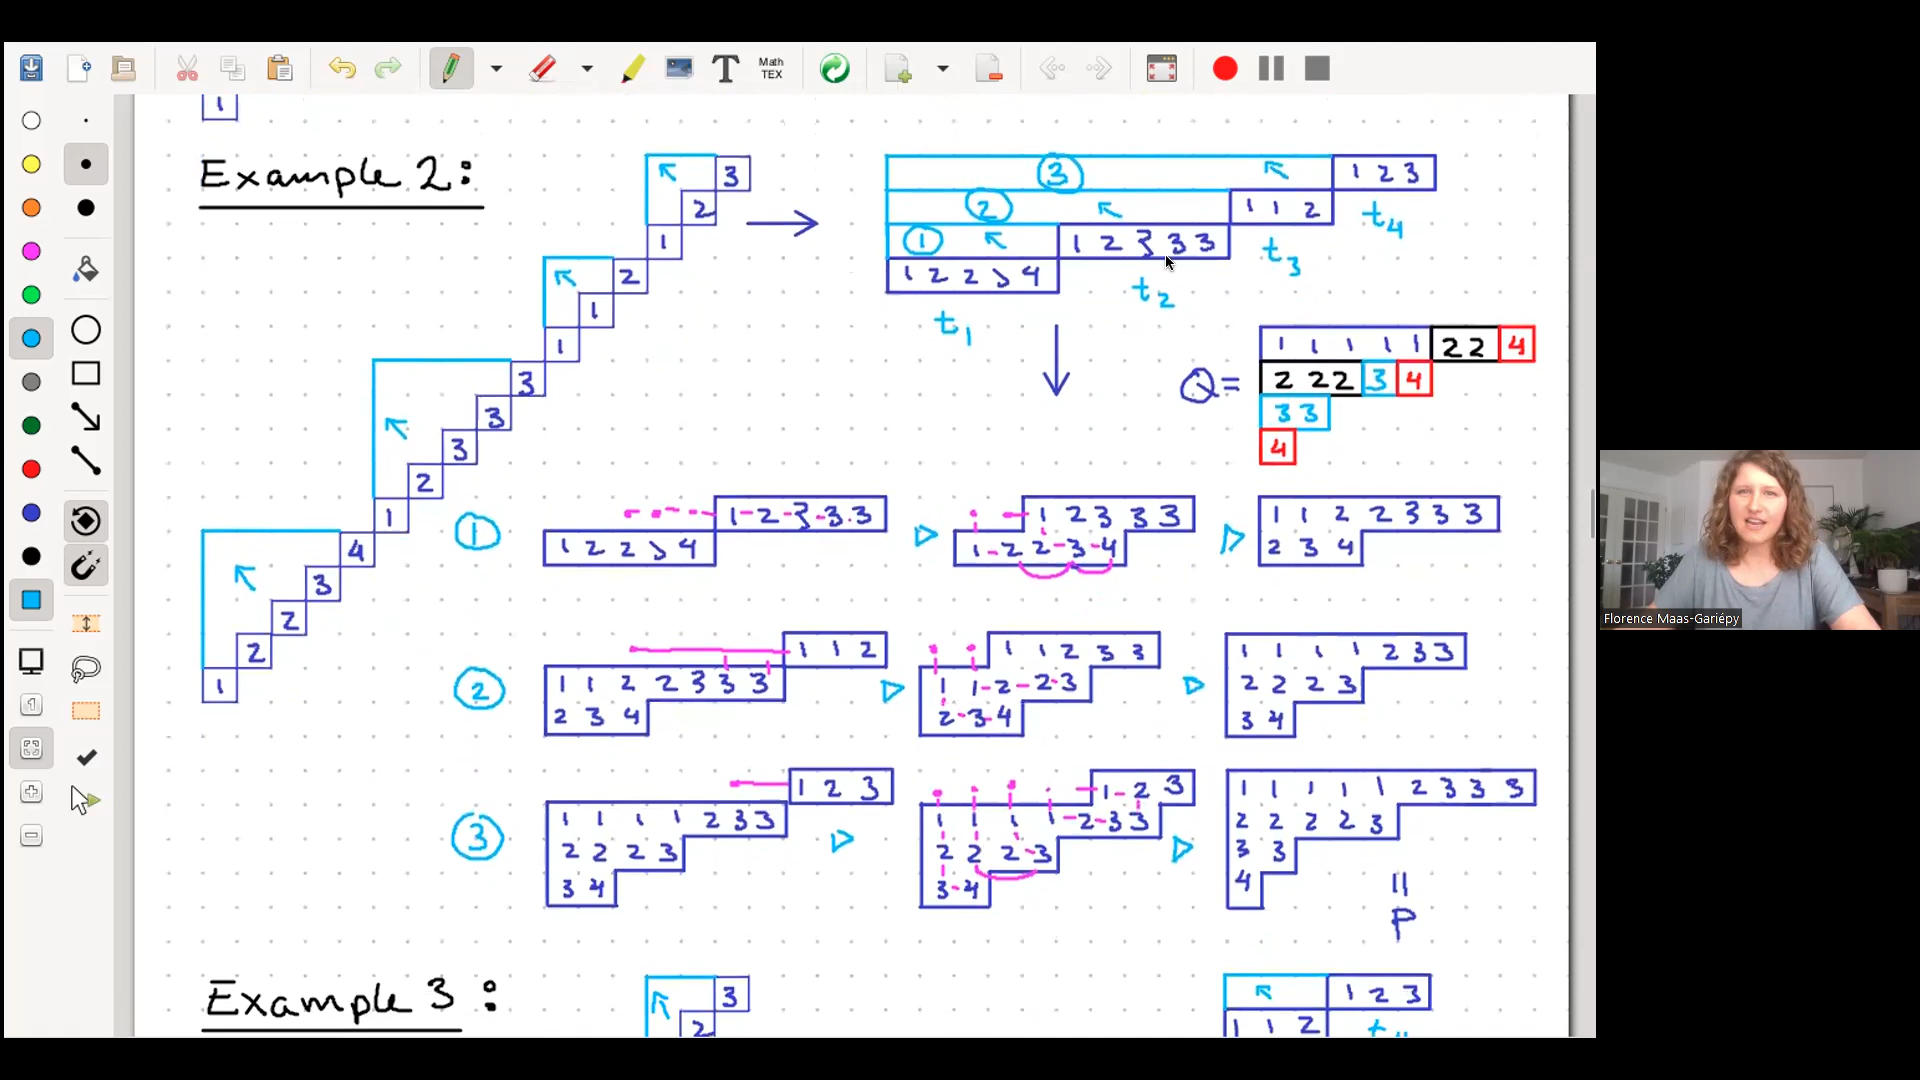 Math
TEX
1
Example 2:
3
2
1
2
1
1
3
3
3
2
1
4
3
2
2
1
3 1 2 3
2 1 1 2 t4
1 1 2 3 3 3 t3
1 2 2 3 4 t2
t1
Q =
1 1 1 1 1 2 2 4
2 2 2 3 4
3 3
4
1 1-2-3-3.3 1 2 3 3 3 1 1 2 2 3 3 3
1 2 2 3 4 1-2 2-3-4 2 3 4
2 1 1 2 1 1 2 3 3 1 1 1 1 2 3 3
1 1 2 2 3 3 3 1 1-2-2-3 2 2 2 3
2 3 4 2-3-4 3 4
3 1 2 3 1-2 3 1 1 1 1 1 2 3 3 3
1 1 1 1 2 3 3 1 1 1 1-2-3 3 2 2 2 2 3
2 2 2 3 2 2 2-3 3 3
3 4 3-4 4
=
P
Example 3:
3
2
1 2 3
1 1 2
Florence Maas-Gariépy